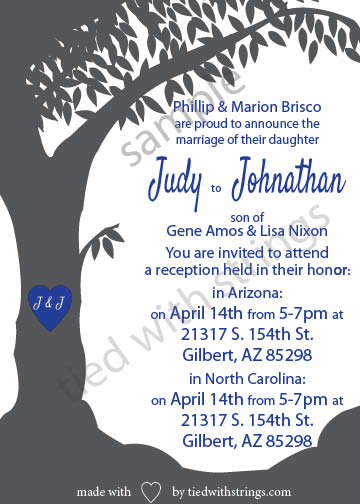 Phillip & Marion Brisco
are proud to announce the
marriage of their daughter
Judy to Johnathan
son of
Gene Amos & Lisa Nixon
You are invited to attend
a reception held in their honor:
in Arizona:
on April 14th from 5-7pm at
21317 S. 154th St.
Gilbert, AZ 85298
in North Carolina:
on April 14th from 5-7pm at
21317 S. 154th St.
Gilbert, AZ 85298
J & J
sample
tied with strings
made with by tiedwithstrings.com